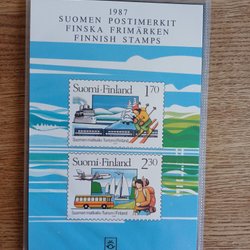 1987
SUOMEN POSTIMERKIT
FINSKA FRIMÄRKEN
FINNISH STAMPS
Suomi-Finland
1,70
Suomi-Finland
2,30